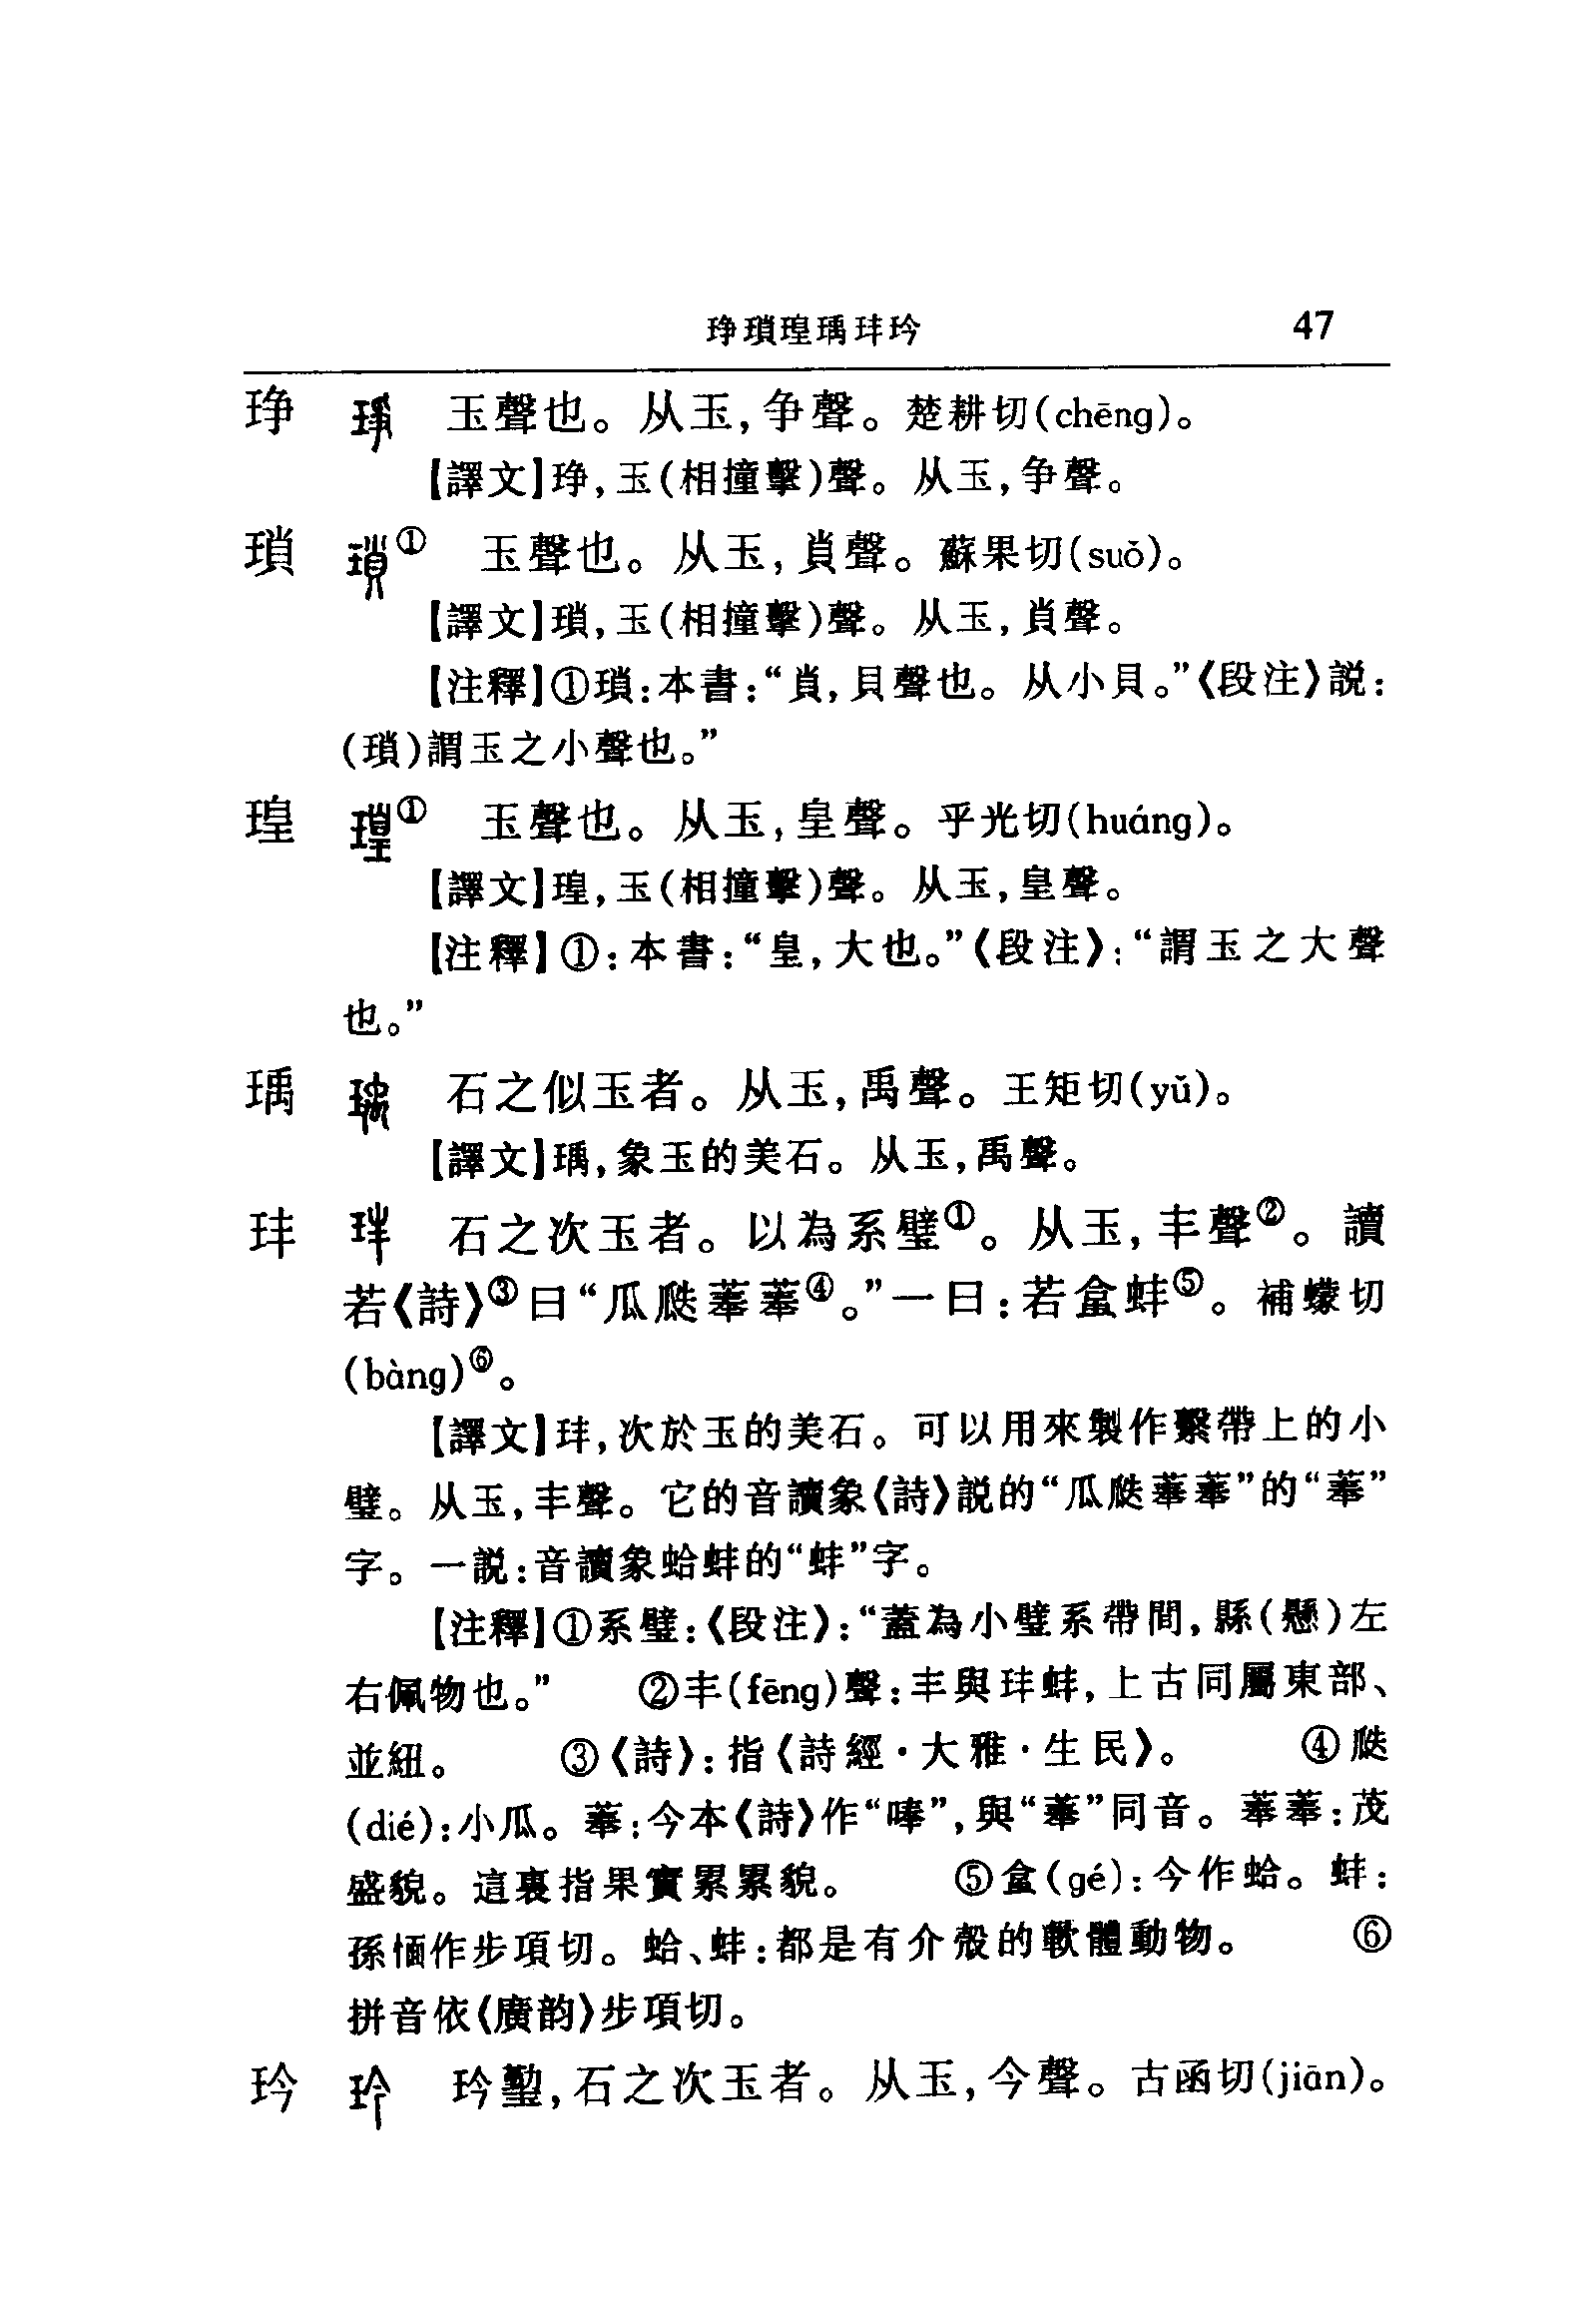 琤瑣瑝瑀玤玪 47
琤 玉聲也。从玉,争聲。楚耕切(chēng)。
【譯文】琤,玉(相撞擊)聲。从玉,争聲。
瑣① 玉聲也。从玉,𧴪聲。蘇果切(suǒ)。
【譯文】瑣,玉(相撞擊)聲。从玉,𧴪聲。
【注釋】①瑣:本書:“𧴪,貝聲也。从小貝。”《段注》説:
(瑣)謂玉之小聲也。”
瑝① 玉聲也。从玉,皇聲。乎光切(huáng)。
【譯文】瑝,玉(相撞擊)聲。从玉,皇聲。
【注釋】①:本書:“皇,大也。”《段注》:“謂玉之大聲
也。”
瑀 石之似玉者。从玉,禹聲。王矩切(yǔ)。
【譯文】瑀,象玉的美石。从玉,禹聲。
玤 石之次玉者。以為系璧①。从玉,丰聲②。讀
若《詩》③曰“瓜瓞菶菶④。”一曰:若盒蚌⑤。補蠓切
(bàng)⑥。
【譯文】玤,次於玉的美石。可以用來製作繫帶上的小
璧。从玉,丰聲。它的音讀象《詩》説的“瓜瓞菶菶”的“菶”
字。一説:音讀象蛤蚌的“蚌”字。
【注釋】①系璧:《段注》:“蓋為小璧系帶間,縣(懸)左
右佩物也。” ②丰(fēng)聲:丰與玤蚌,上古同屬東部、
並紐。 ③《詩》:指《詩經·大雅·生民》。 ④瓞
(dié):小瓜。菶:今本《詩》作“唪”,與“菶”同音。菶菶:茂
盛貌。這裏指果實累累貌。 ⑤盒(gé):今作蛤。蚌:
孫愐作步項切。蛤、蚌:都是有介殼的軟體動物。 ⑥
拼音依《廣韵》步項切。
玪 玪䃘,石之次玉者。从玉,今聲。古函切(jiān)。